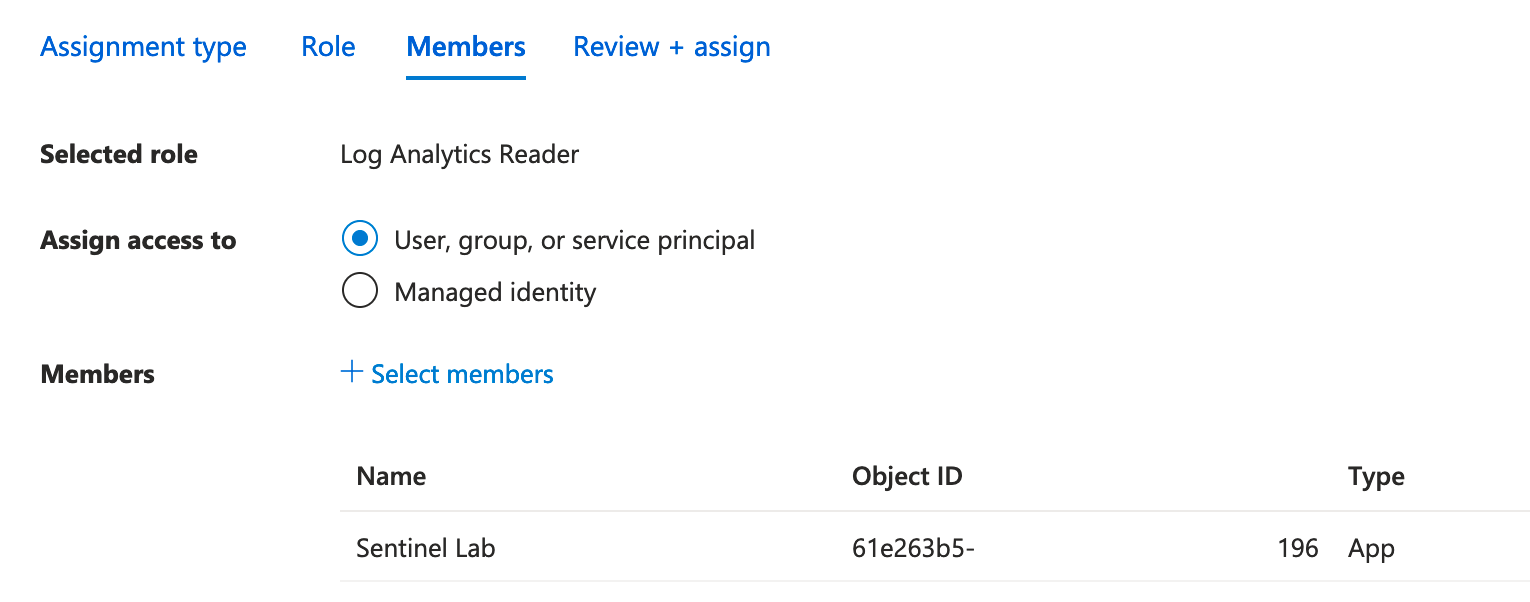 Assignment type Role Members Review + assign
Selected role Log Analytics Reader
Assign access to User, group, or service principal
Managed identity
Members + Select members
Name Object ID Type
Sentinel Lab 61e263b5- 196 App